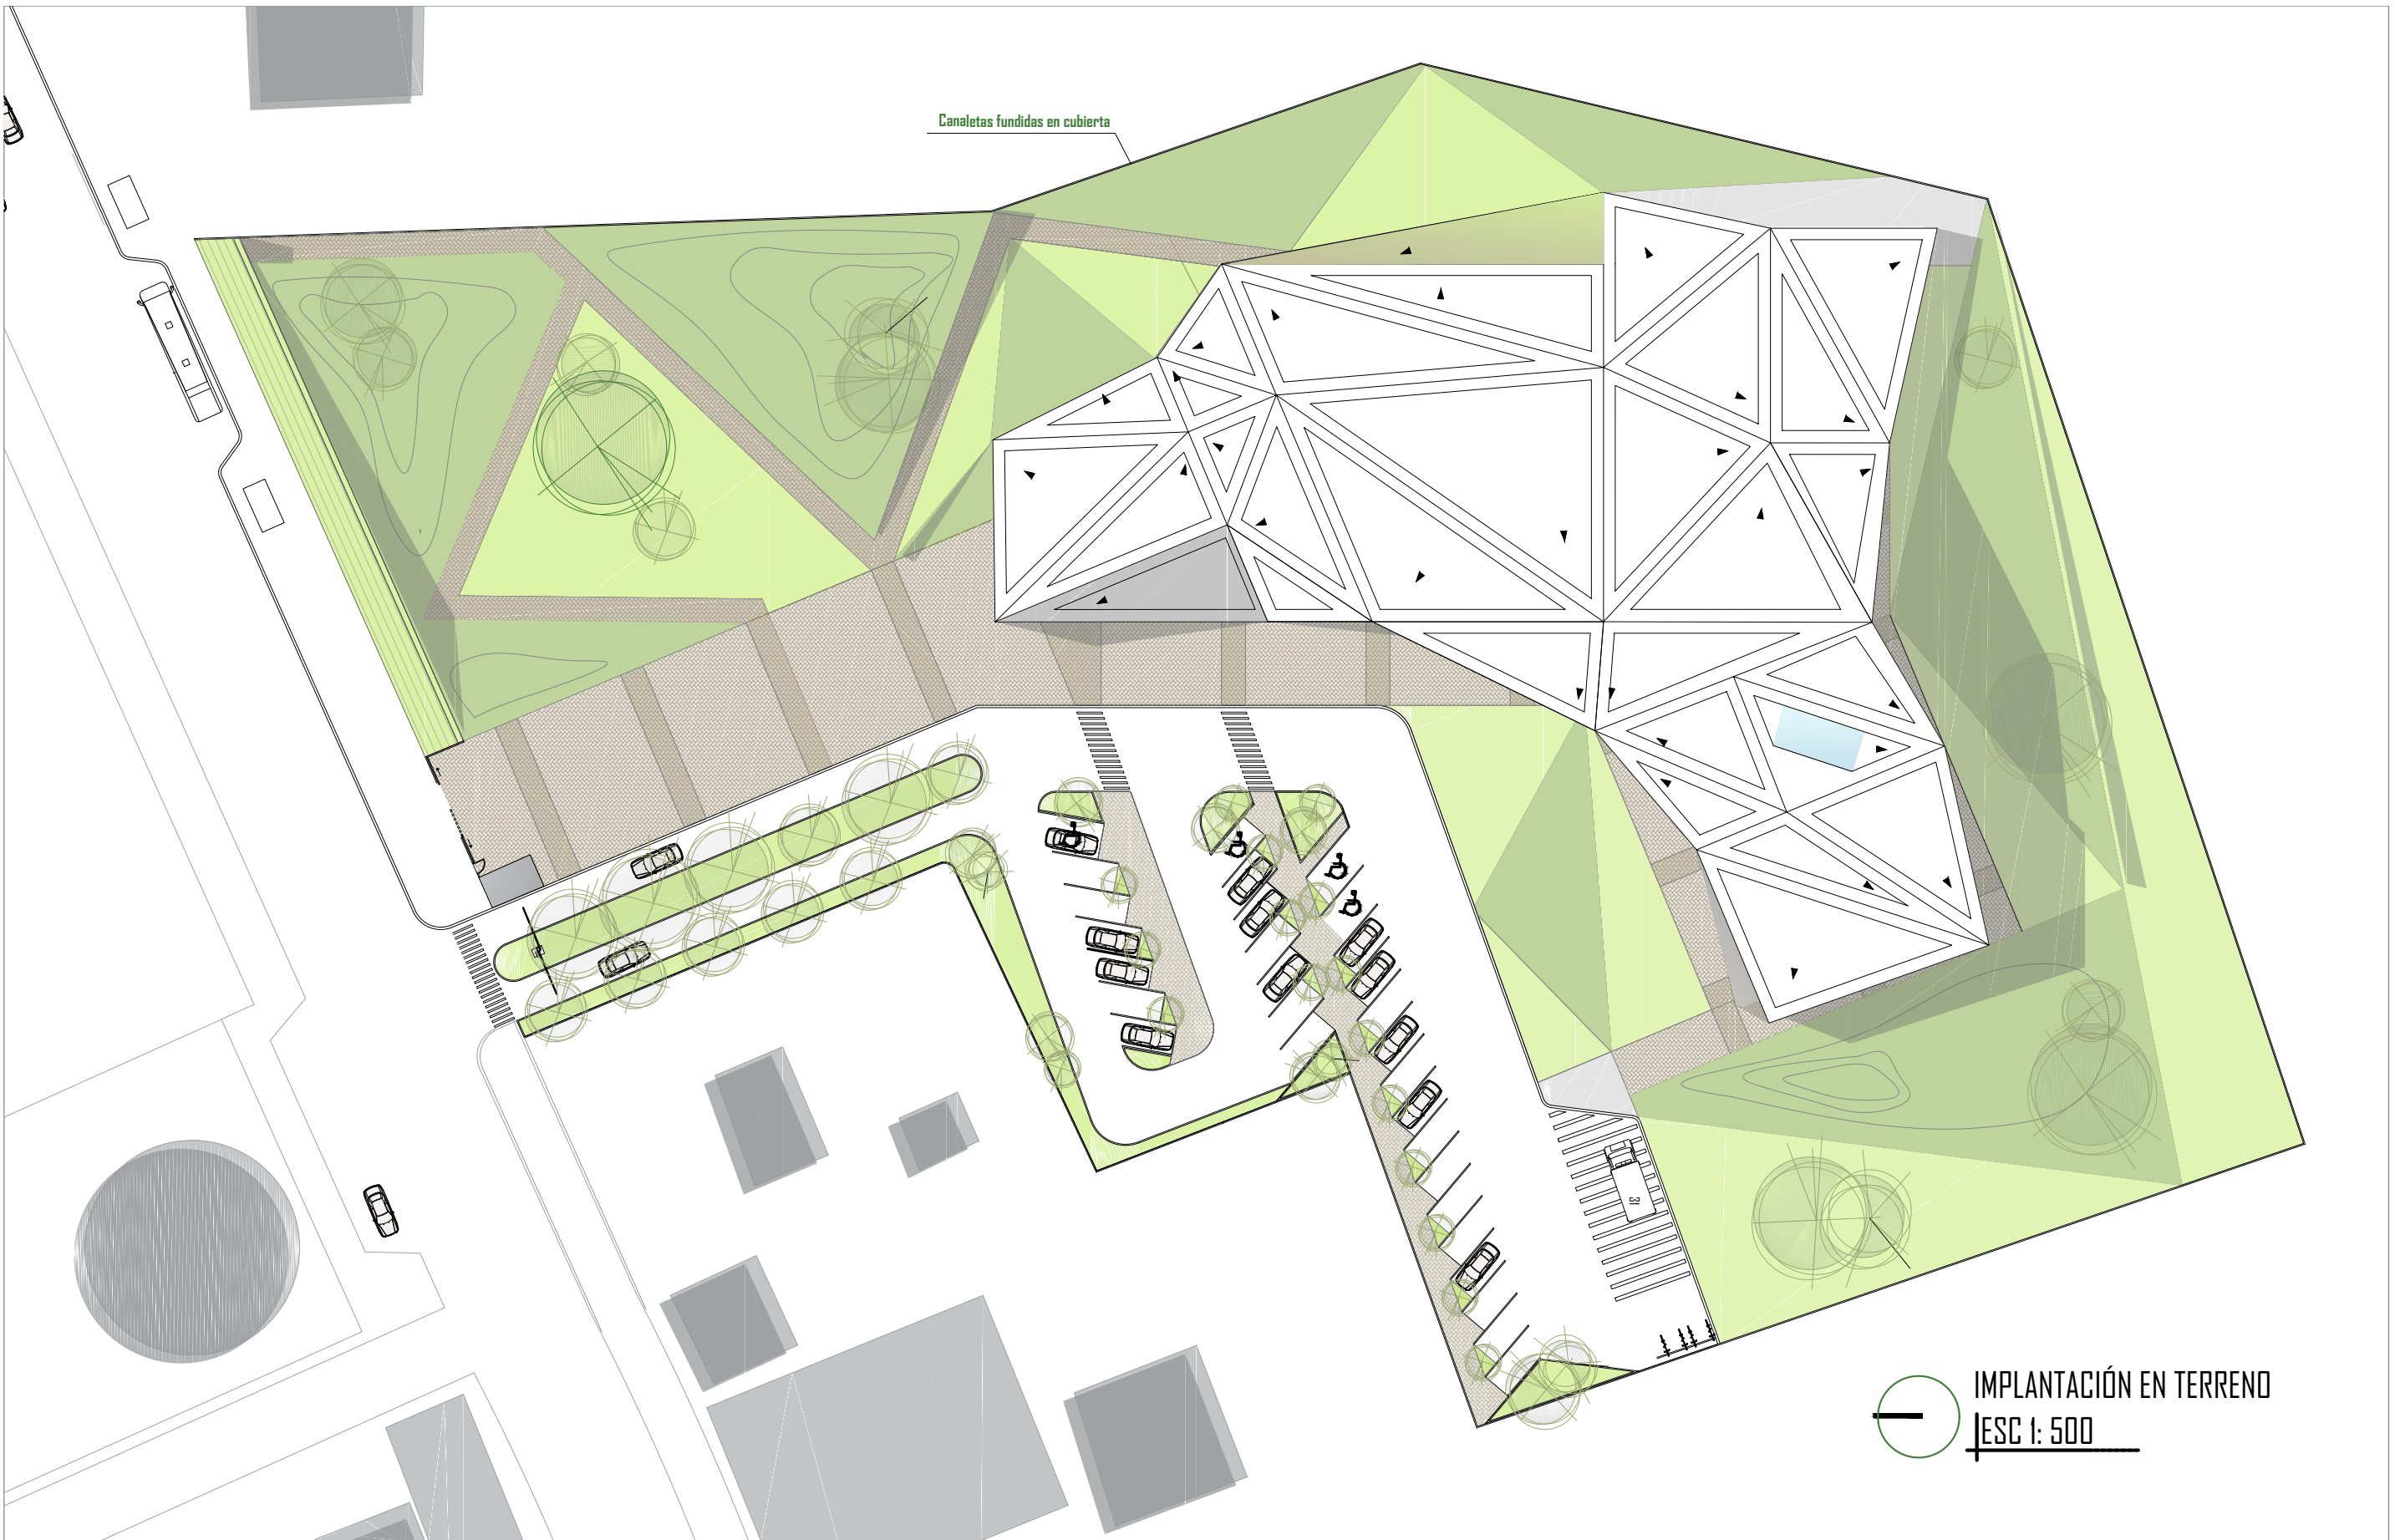 Canaletas fundidas en cubierta
IMPLANTACIÓN EN TERRENO
ESC 1: 500